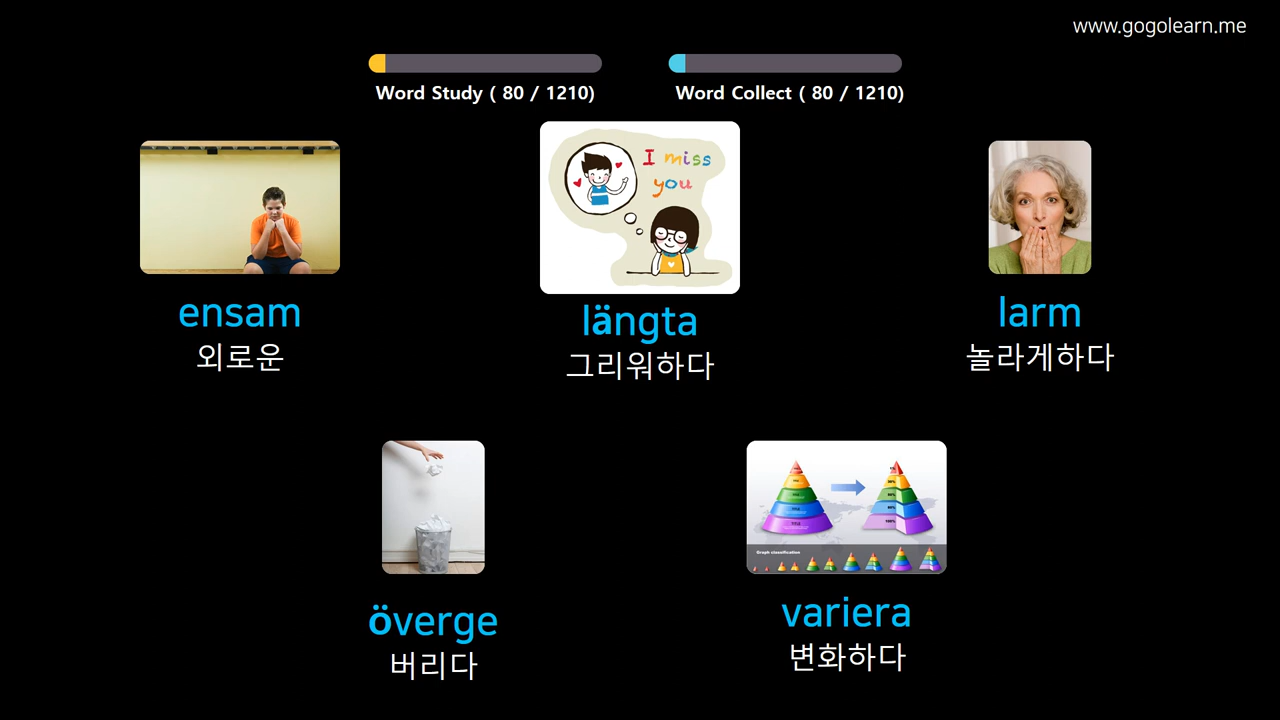 www.gogolearn.me
Word Study ( 80 / 1210)
Word Collect ( 80 / 1210)
I miss
you
ensam
외로운
längta
그리워하다
larm
놀라게하다
Graph classification
överge
버리다
variera
변화하다